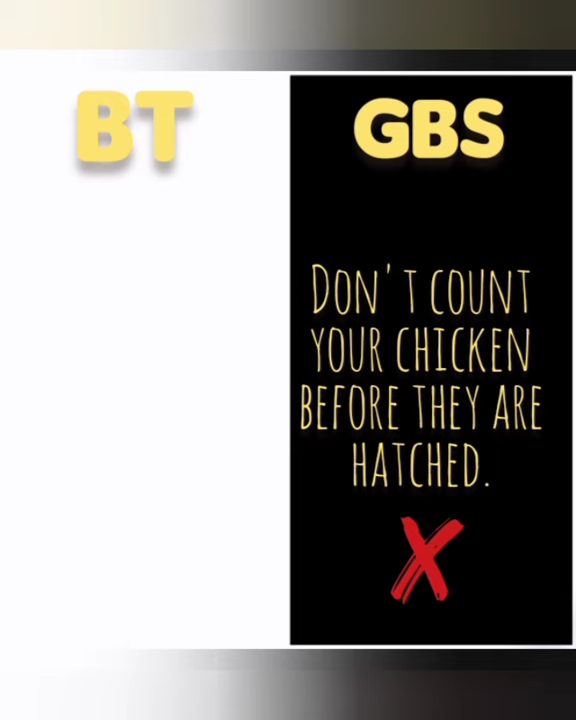 BT
GBS
DON'T COUNT
YOUR CHICKEN
BEFORE THEY ARE
HATCHED.
X